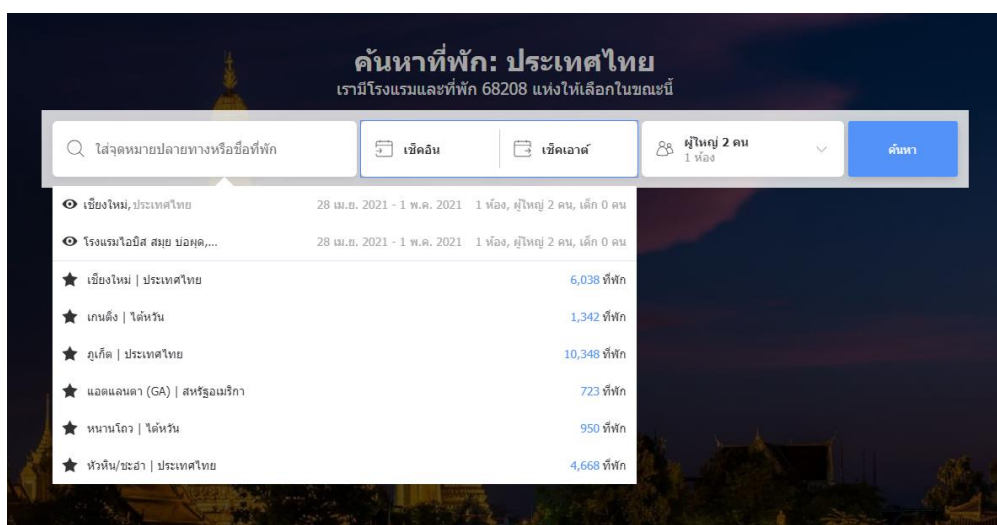 ค้นหาที่พัก: ประเทศไทย
เรามีโรงแรมและที่พัก 68208 แห่งให้เลือกในขณะนี้
ใส่จุดหมายปลายทางหรือชื่อที่พัก
เช็คอิน
เช็คเอาต์
ผู้ใหญ่ 2 คน
1 ห้อง
ค้นหา
เชียงใหม่, ประเทศไทย 28 เม.ย. 2021 - 1 พ.ค. 2021 1 ห้อง, ผู้ใหญ่ 2 คน, เด็ก 0 คน
โรงแรมไอบิส สมุย บ่อผุด,... 28 เม.ย. 2021 - 1 พ.ค. 2021 1 ห้อง, ผู้ใหญ่ 2 คน, เด็ก 0 คน
เชียงใหม่ | ประเทศไทย 6,038 ที่พัก
เกนติ้ง | ไต้หวัน 1,342 ที่พัก
ภูเก็ต | ประเทศไทย 10,348 ที่พัก
แอตแลนตา (GA) | สหรัฐอเมริกา 723 ที่พัก
หนานโถว | ไต้หวัน 950 ที่พัก
หัวหิน/ชะอำ | ประเทศไทย 4,668 ที่พัก